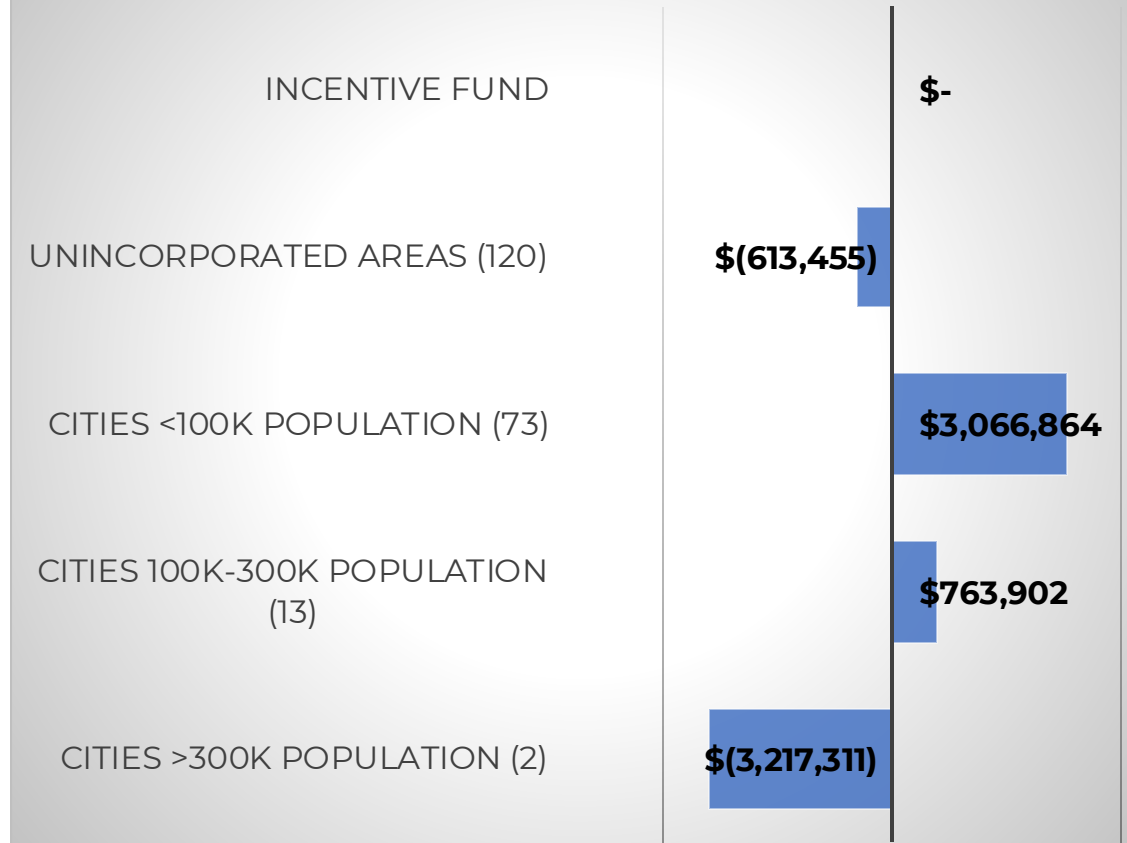 INCENTIVE FUND
$-
UNINCORPORATED AREAS (120)
$(613,455)
CITIES <100K POPULATION (73)
$3,066,864
CITIES 100K-300K POPULATION
(13)
$763,902
CITIES >300K POPULATION (2)
$(3,217,311)